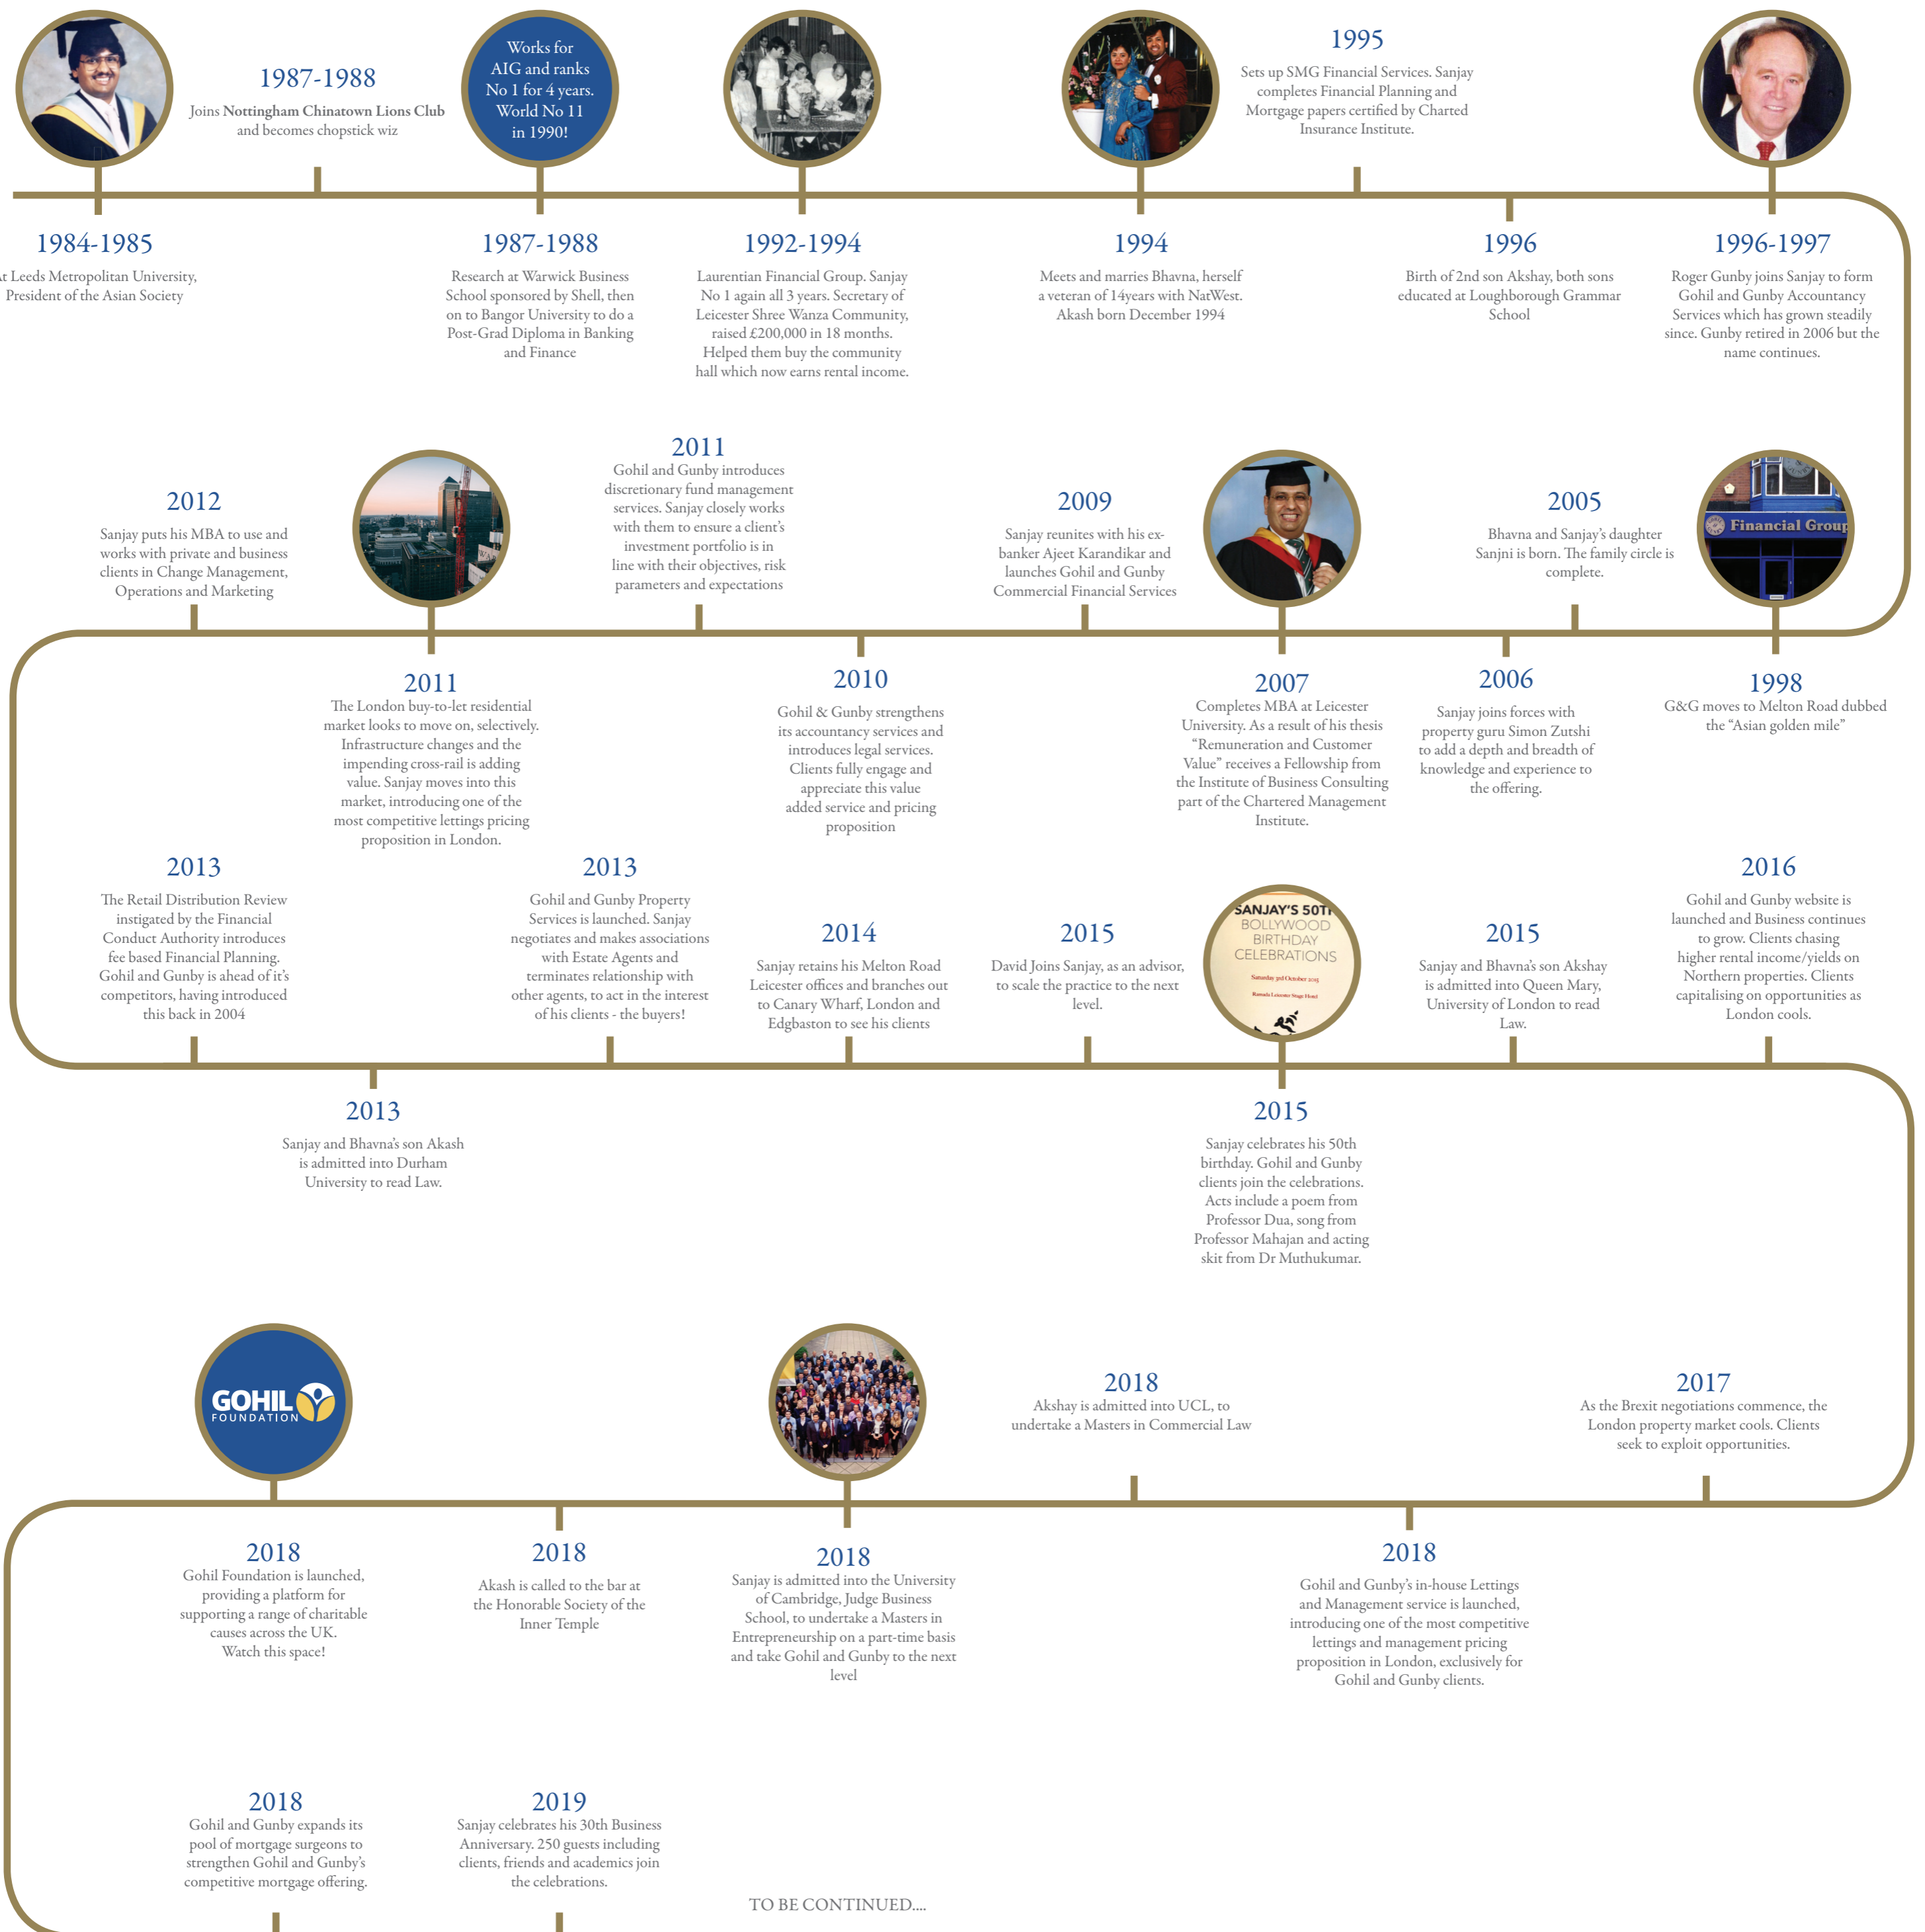 Works for
AIG and ranks
No 1 for 4 years.
World No 11
in 1990!
1987-1988
Joins Nottingham Chinatown Lions Club
and becomes chopstick wiz
1995
Sets up SMG Financial Services. Sanjay
completes Financial Planning and
Mortgage papers certified by Charted
Insurance Institute.
1984-1985
t Leeds Metropolitan University,
President of the Asian Society
1987-1988
Research at Warwick Business
School sponsored by Shell, then
on to Bangor University to do a
Post-Grad Diploma in Banking
and Finance
1992-1994
Laurentian Financial Group. Sanjay
No 1 again all 3 years. Secretary of
Leicester Shree Wanza Community,
raised £200,000 in 18 months.
Helped them buy the community
hall which now earns rental income.
1994
Meets and marries Bhavna, herself
a veteran of 14years with NatWest.
Akash born December 1994
1996
Birth of 2nd son Akshay, both sons
educated at Loughborough Grammar
School
1996-1997
Roger Gunby joins Sanjay to form
Gohil and Gunby Accountancy
Services which has grown steadily
since. Gunby retired in 2006 but the
name continues.
2012
Sanjay puts his MBA to use and
works with private and business
clients in Change Management,
Operations and Marketing
2011
Gohil and Gunby introduces
discretionary fund management
services. Sanjay closely works
with them to ensure a client's
investment portfolio is in
line with their objectives, risk
parameters and expectations
2009
Sanjay reunites with his ex-
banker Ajeet Karandikar and
launches Gohil and Gunby
Commercial Financial Services
2005
Bhavna and Sanjay's daughter
Sanjni is born. The family circle is
complete.
Financial Group
2011
The London buy-to-let residential
market looks to move on, selectively.
Infrastructure changes and the
impending cross-rail is adding
value. Sanjay moves into this
market, introducing one of the
most competitive lettings pricing
proposition in London.
2010
Gohil & Gunby strengthens
its accountancy services and
introduces legal services.
Clients fully engage and
appreciate this value
added service and pricing
proposition
2007
Completes MBA at Leicester
University. As a result of his thesis
“Remuneration and Customer
Value” receives a Fellowship from
the Institute of Business Consulting
part of the Chartered Management
Institute.
2006
Sanjay joins forces with
property guru Simon Zutshi
to add a depth and breadth of
knowledge and experience to
the offering.
1998
G&G moves to Melton Road dubbed
the “Asian golden mile”
2013
The Retail Distribution Review
instigated by the Financial
Conduct Authority introduces
fee based Financial Planning.
Gohil and Gunby is ahead of it's
competitors, having introduced
this back in 2004
2013
Gohil and Gunby Property
Services is launched. Sanjay
negotiates and makes associations
with Estate Agents and
terminates relationship with
other agents, to act in the interest
of his clients - the buyers!
2014
Sanjay retains his Melton Road
Leicester offices and branches out
to Canary Wharf, London and
Edgbaston to see his clients
2015
David Joins Sanjay, as an advisor,
to scale the practice to the next
level.
SANJAY'S 50TH
BOLLYWOOD
BIRTHDAY
CELEBRATIONS
Saturday 3rd October 2015
Ramada Leicester Stage Hotel
2015
Sanjay and Bhavna's son Akshay
is admitted into Queen Mary,
University of London to read
Law.
2016
Gohil and Gunby website is
launched and Business continues
to grow. Clients chasing
higher rental income/yields on
Northern properties. Clients
capitalising on opportunities as
London cools.
2013
Sanjay and Bhavna's son Akash
is admitted into Durham
University to read Law.
2015
Sanjay celebrates his 50th
birthday. Gohil and Gunby
clients join the celebrations.
Acts include a poem from
Professor Dua, song from
Professor Mahajan and acting
skit from Dr Muthukumar.
GOHIL
FOUNDATION
2018
Akshay is admitted into UCL, to
undertake a Masters in Commercial Law
2017
As the Brexit negotiations commence, the
London property market cools. Clients
seek to exploit opportunities.
2018
Gohil Foundation is launched,
providing a platform for
supporting a range of charitable
causes across the UK.
Watch this space!
2018
Akash is called to the bar at
the Honorable Society of the
Inner Temple
2018
Sanjay is admitted into the University
of Cambridge, Judge Business
School, to undertake a Masters in
Entrepreneurship on a part-time basis
and take Gohil and Gunby to the next
level
2018
Gohil and Gunby's in-house Lettings
and Management service is launched,
introducing one of the most competitive
lettings and management pricing
proposition in London, exclusively for
Gohil and Gunby clients.
2018
Gohil and Gunby expands its
pool of mortgage surgeons to
strengthen Gohil and Gunby's
competitive mortgage offering.
2019
Sanjay celebrates his 30th Business
Anniversary. 250 guests including
clients, friends and academics join
the celebrations.
TO BE CONTINUED....